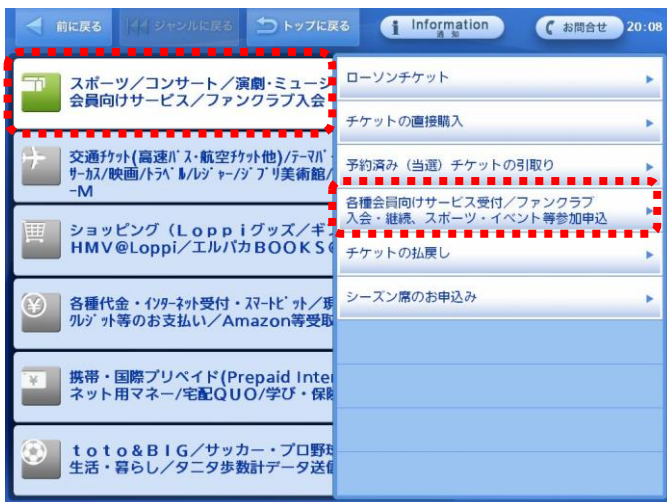 前に戻る
ジャンルに戻る
トップに戻る
Information
通 知
お問合せ
20:08
スポーツ／コンサート／演劇・ミュージ
会員向けサービス／ファンクラブ入会
交通ﾁｹｯﾄ(高速ﾊﾞｽ・航空ﾁｹｯﾄ他)/ﾃｰﾏﾊﾟ
ｻｰｶｽ/映画/ﾄﾗﾍﾞﾙ/ﾚｼﾞｬｰ/ｼﾞﾌﾞﾘ美術館/
-M
ショッピング（Ｌｏｐｐｉグッズ／ギフ
HMV@Loppi／エルパカBOOKS@
各種代金・ｲﾝﾀｰﾈｯﾄ受付・ｽﾏｰﾄﾋﾟｯﾄ／現
ｸﾚｼﾞｯﾄ等のお支払い／Amazon等受取
携帯・国際プリペイド(Prepaid Inter
ネット用マネー/宅配QUO/学び・保険
ｔｏｔｏ＆ＢＩＧ／サッカー・プロ野球
生活・暮らし／タニタ歩数計データ送信
ローソンチケット
チケットの直接購入
予約済み（当選）チケットの引取り
各種会員向けサービス受付／ファンクラブ
入会・継続、スポーツ・イベント等参加申込
チケットの払戻し
シーズン席のお申込み